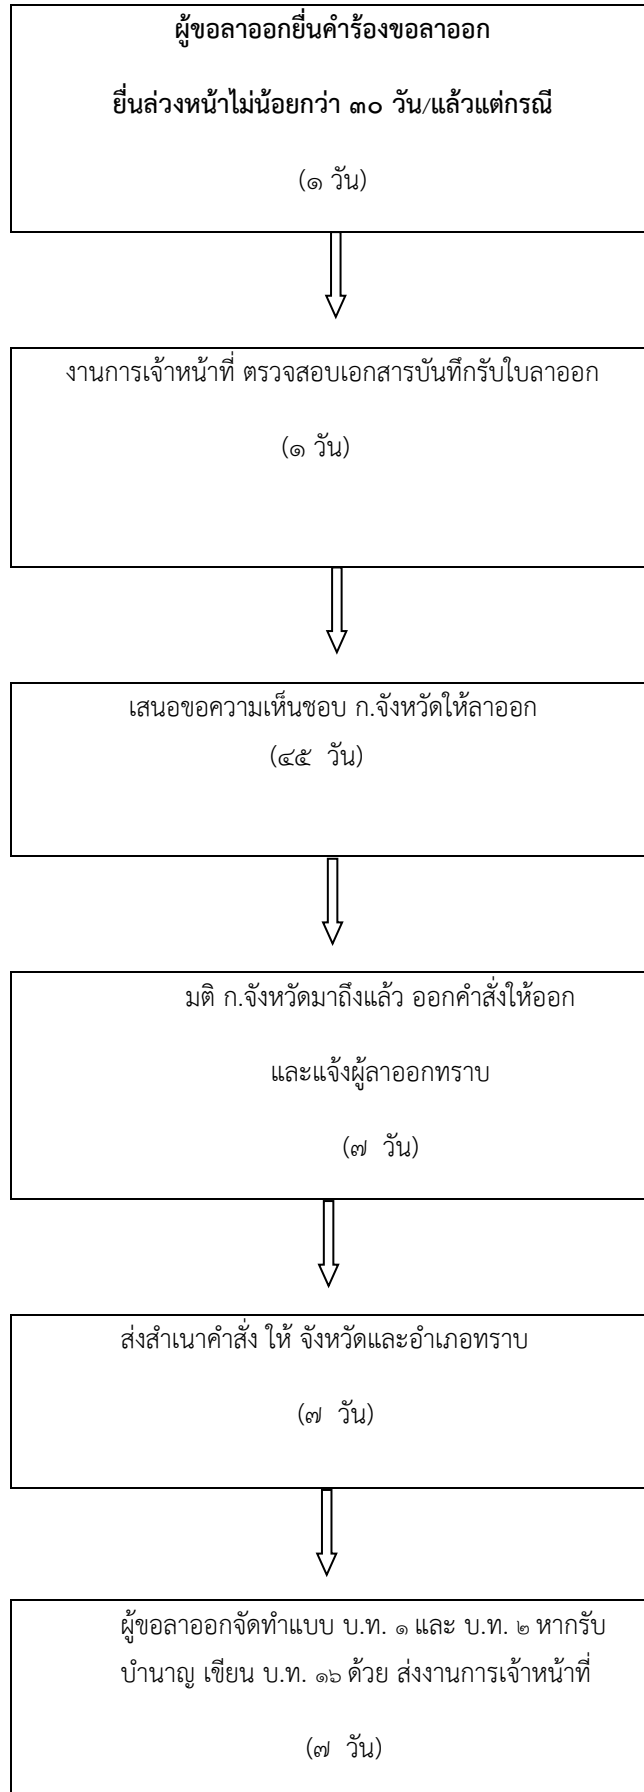 ผู้ขอลาออกยื่นคำร้องขอลาออก
ยื่นล่วงหน้าไม่น้อยกว่า ๓๐ วัน/แล้วแต่กรณี
(๑ วัน)
งานการเจ้าหน้าที่ ตรวจสอบเอกสารบันทึกรับใบลาออก
(๑ วัน)
เสนอขอความเห็นชอบ ก.จังหวัดให้ลาออก
(๔๕ วัน)
มติ ก.จังหวัดมาถึงแล้ว ออกคำสั่งให้ออก
และแจ้งผู้ลาออกทราบ
(๗ วัน)
ส่งสำเนาคำสั่ง ให้ จังหวัดและอำเภอทราบ
(๗ วัน)
ผู้ขอลาออกจัดทำแบบ บ.ท. ๑ และ บ.ท. ๒ หากรับ
บำนาญ เขียน บ.ท. ๑๖ ด้วย ส่งงานการเจ้าหน้าที่
(๗ วัน)